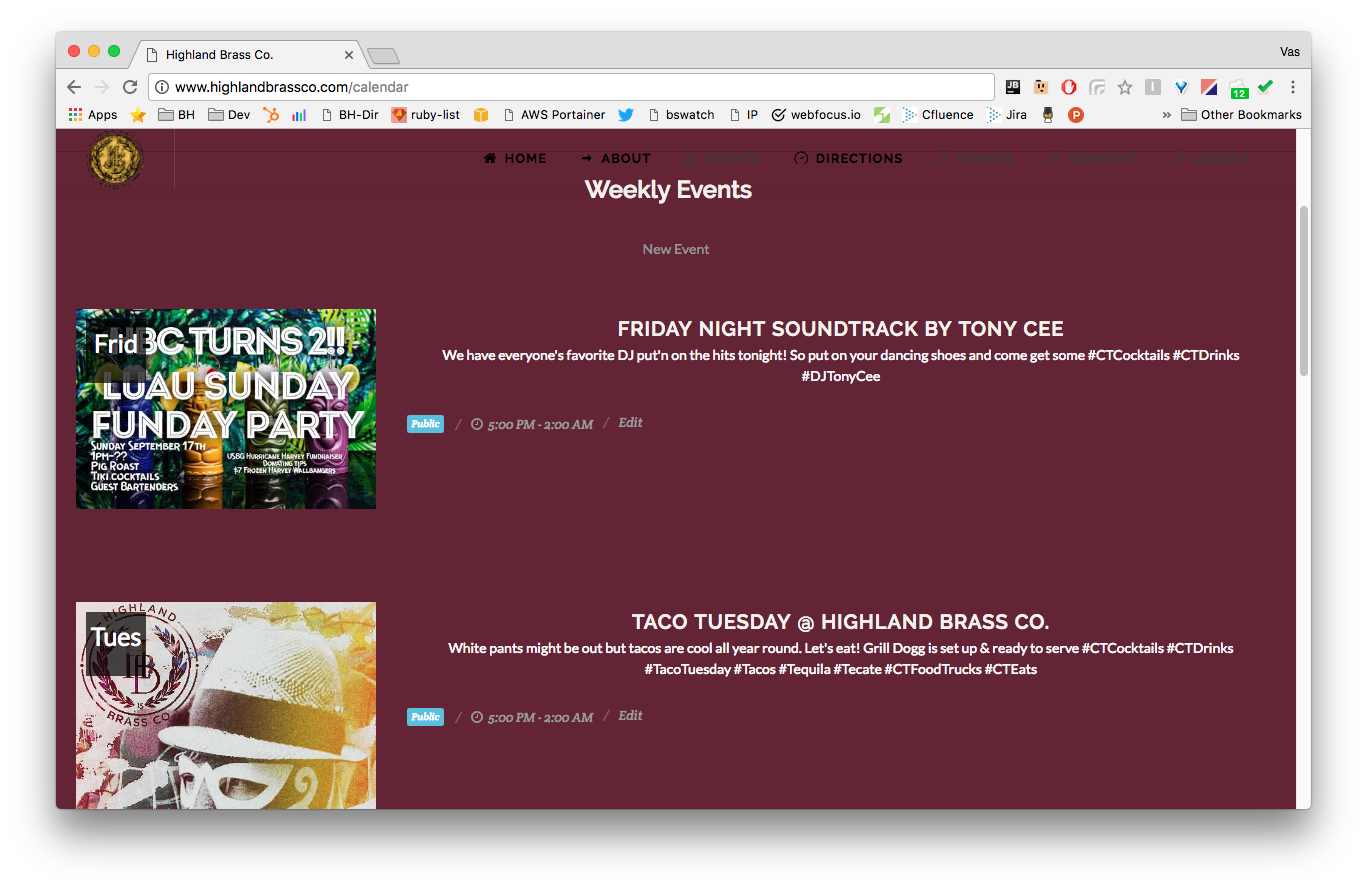 Highland Brass Co.
Vas
www.highlandbrassco.com/calendar
JB
12
Apps
BH
Dev
BH-Dir
ruby-list
AWS Portainer
bswatch
IP
webfocus.io
Cfluence
Jira
P
»
Other Bookmarks
HOME
ABOUT
EVENTS
DIRECTIONS
EVENTS
CONTENT
LOGOUT
Weekly Events
New Event
Frid
UBC TURNS 2!!
LUAU SUNDAY
FUNDAY PARTY
SUNDAY SEPTEMBER 17TH
1PM-??
PIG ROAST
TIKI COCKTAILS
GUEST BARTENDERS
USBG HURRICANE HARVEY FUNDRAISER
DONATING TIPS
$7 FROZEN HARVEY WALLBANGERS
FRIDAY NIGHT SOUNDTRACK BY TONY CEE
We have everyone's favorite DJ put'n on the hits tonight! So put on your dancing shoes and come get some #CTCocktails #CTDrinks
#DJTonyCee
Public / 5:00 PM - 2:00 AM / Edit
Tues
HIGHLAND
HB
15
BRASS CO.
TACO TUESDAY @ HIGHLAND BRASS CO.
White pants might be out but tacos are cool all year round. Let's eat! Grill Dogg is set up & ready to serve #CTCocktails #CTDrinks
#TacoTuesday #Tacos #Tequila #Tecate #CTFoodTrucks #CTEats
Public / 5:00 PM - 2:00 AM / Edit